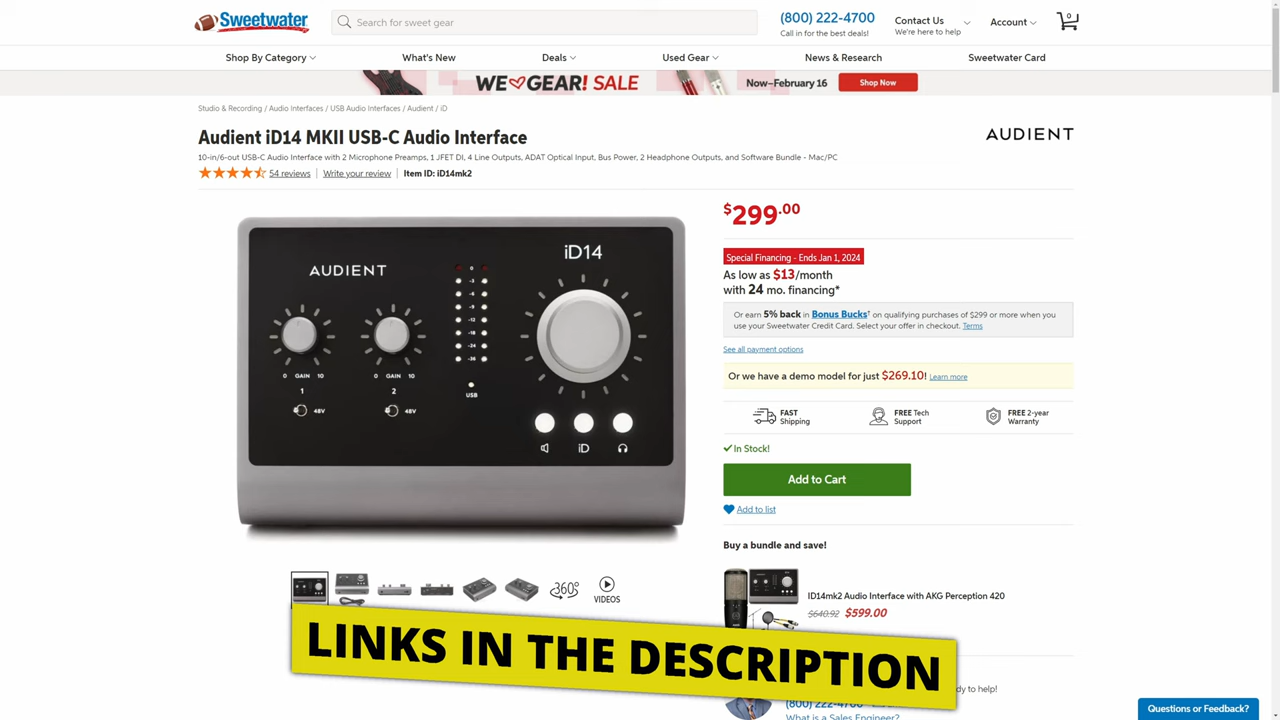 Sweetwater
Search for sweet gear
(800) 222-4700
Call in for the best deals!
Contact Us
We're here to help
Account
0
Shop By Category
What's New
Deals
Used Gear
News & Research
Sweetwater Card
WE GEAR! SALE
Now–February 16
Shop Now
Studio & Recording / Audio Interfaces / USB Audio Interfaces / Audient / iD
Audient iD14 MKII USB-C Audio Interface
AUDIENT
10-in/6-out USB-C Audio Interface with 2 Microphone Preamps, 1 JFET DI, 4 Line Outputs, ADAT Optical Input, Bus Power, 2 Headphone Outputs, and Software Bundle - Mac/PC
54 reviews
Write your review
Item ID: iD14mk2
$299.00
Special Financing - Ends Jan 1, 2024
As low as $13/month
with 24 mo. financing*
Or earn 5% back in Bonus Bucks† on qualifying purchases of $299 or more when you
use your Sweetwater Credit Card. Select your offer in checkout. Terms
See all payment options
Or we have a demo model for just $269.10! Learn more
FAST
Shipping
FREE Tech
Support
FREE 2-year
Warranty
In Stock!
Add to Cart
Add to list
Buy a bundle and save!
ID14mk2 Audio Interface with AKG Perception 420
$640.92 $599.00
AUDIENT
iD14
0
-3
-6
-9
-12
-18
-24
-36
USB
0 GAIN 10
0 GAIN 10
1
2
48V
48V
iD
360°
VIDEOS
LINKS IN THE DESCRIPTION
dy to help!
(800) 222-4700
What is a Sales Engineer?
Questions or Feedback?